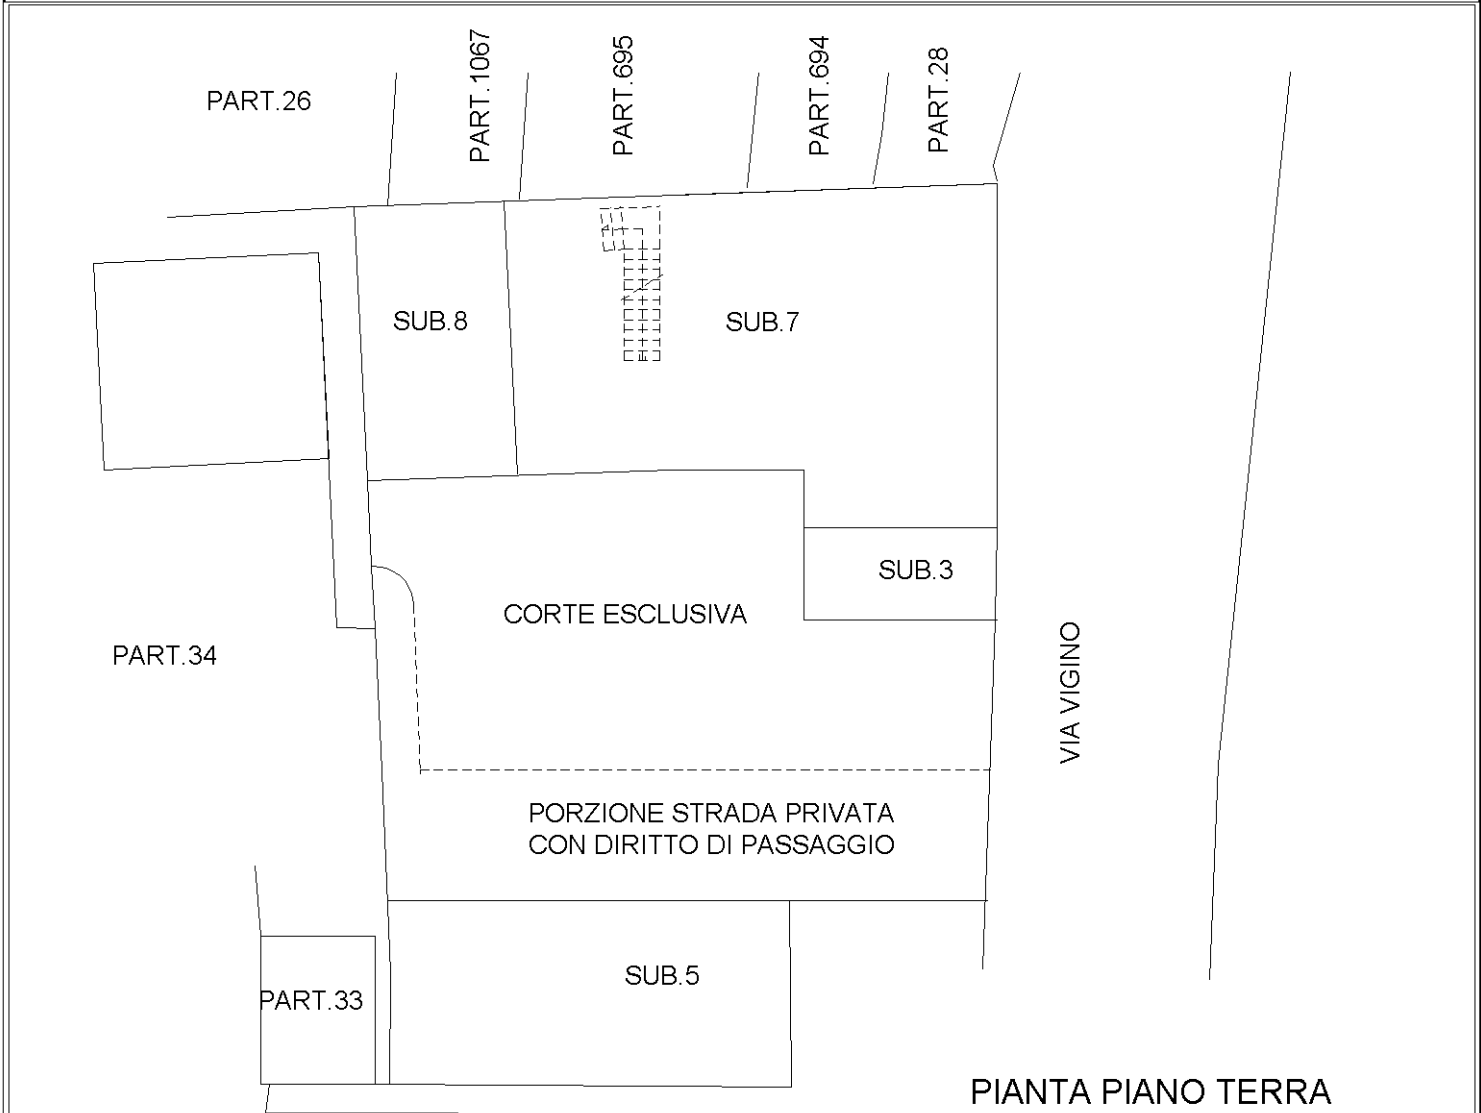 PART.26
PART.1067
PART.695
PART.694
PART.28
SUB.8
SUB.7
SUB.3
CORTE ESCLUSIVA
PART.34
VIA VIGINO
PORZIONE STRADA PRIVATA
CON DIRITTO DI PASSAGGIO
SUB.5
PART.33
PIANTA PIANO TERRA